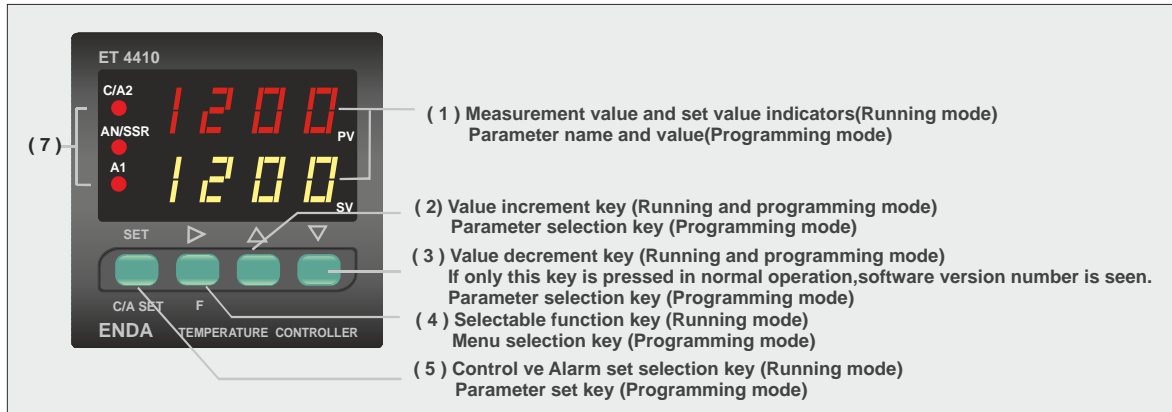 ET 4410
C/A2
1200
PV
AN/SSR
( 7 )
A1
1200
SV
SET
C/A SET F
ENDA TEMPERATURE CONTROLLER
( 1 ) Measurement value and set value indicators(Running mode)
Parameter name and value(Programming mode)
( 2) Value increment key (Running and programming mode)
Parameter selection key (Programming mode)
( 3 ) Value decrement key (Running and programming mode)
If only this key is pressed in normal operation,software version number is seen.
Parameter selection key (Programming mode)
( 4 ) Selectable function key (Running mode)
Menu selection key (Programming mode)
( 5 ) Control ve Alarm set selection key (Running mode)
Parameter set key (Programming mode)